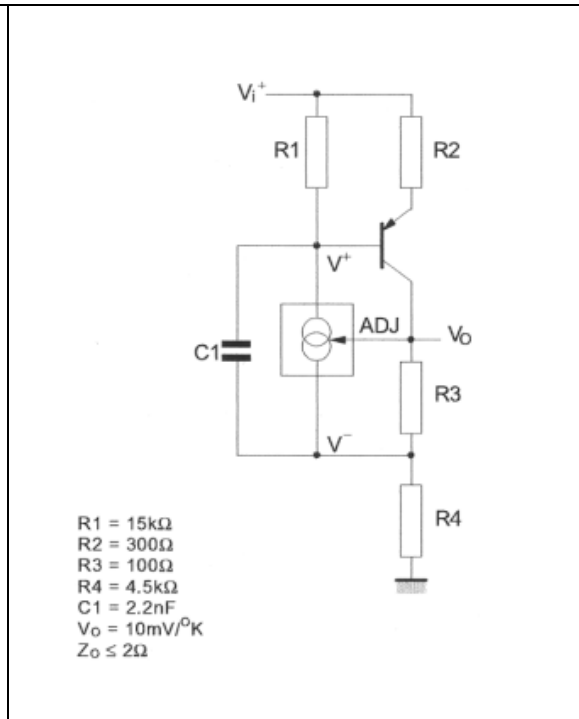 Vi+
R1
R2
V+
ADJ
VO
C1
R3
V−
R4
R1 = 15kΩ
R2 = 300Ω
R3 = 100Ω
R4 = 4.5kΩ
C1 = 2.2nF
VO = 10mV/°K
ZO ≤ 2Ω